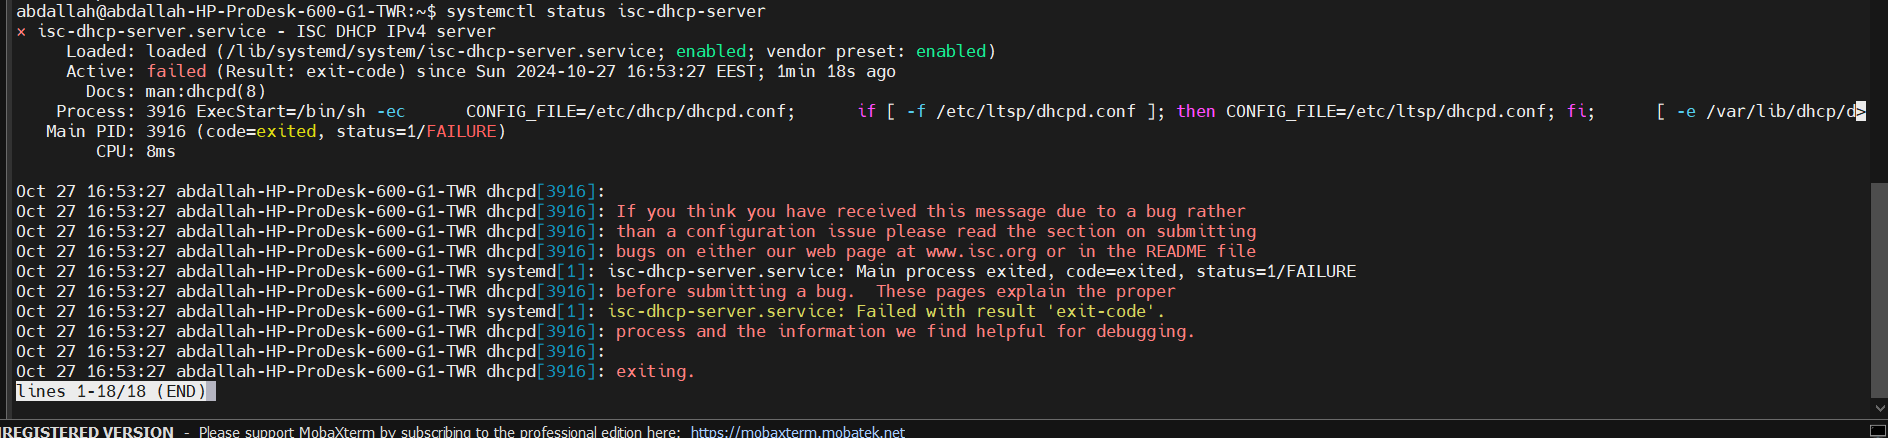 abdallah@abdallah-HP-ProDesk-600-G1-TWR:~$ systemctl status isc-dhcp-server
× isc-dhcp-server.service - ISC DHCP IPv4 server
     Loaded: loaded (/lib/systemd/system/isc-dhcp-server.service; enabled; vendor preset: enabled)
     Active: failed (Result: exit-code) since Sun 2024-10-27 16:53:27 EEST; 1min 18s ago
       Docs: man:dhcpd(8)
    Process: 3916 ExecStart=/bin/sh -ec      CONFIG_FILE=/etc/dhcp/dhcpd.conf;      if [ -f /etc/ltsp/dhcpd.conf ]; then CONFIG_FILE=/etc/ltsp/dhcpd.conf; fi;      [ -e /var/lib/dhcp/d>
   Main PID: 3916 (code=exited, status=1/FAILURE)
        CPU: 8ms
Oct 27 16:53:27 abdallah-HP-ProDesk-600-G1-TWR dhcpd[3916]:
Oct 27 16:53:27 abdallah-HP-ProDesk-600-G1-TWR dhcpd[3916]: If you think you have received this message due to a bug rather
Oct 27 16:53:27 abdallah-HP-ProDesk-600-G1-TWR dhcpd[3916]: than a configuration issue please read the section on submitting
Oct 27 16:53:27 abdallah-HP-ProDesk-600-G1-TWR dhcpd[3916]: bugs on either our web page at www.isc.org or in the README file
Oct 27 16:53:27 abdallah-HP-ProDesk-600-G1-TWR systemd[1]: isc-dhcp-server.service: Main process exited, code=exited, status=1/FAILURE
Oct 27 16:53:27 abdallah-HP-ProDesk-600-G1-TWR dhcpd[3916]: before submitting a bug.  These pages explain the proper
Oct 27 16:53:27 abdallah-HP-ProDesk-600-G1-TWR systemd[1]: isc-dhcp-server.service: Failed with result 'exit-code'.
Oct 27 16:53:27 abdallah-HP-ProDesk-600-G1-TWR dhcpd[3916]: process and the information we find helpful for debugging.
Oct 27 16:53:27 abdallah-HP-ProDesk-600-G1-TWR dhcpd[3916]:
Oct 27 16:53:27 abdallah-HP-ProDesk-600-G1-TWR dhcpd[3916]: exiting.
lines 1-18/18 (END)
REGISTERED VERSION - Please support MobaXterm by subscribing to the professional edition here: https://mobaxterm.mobatek.net